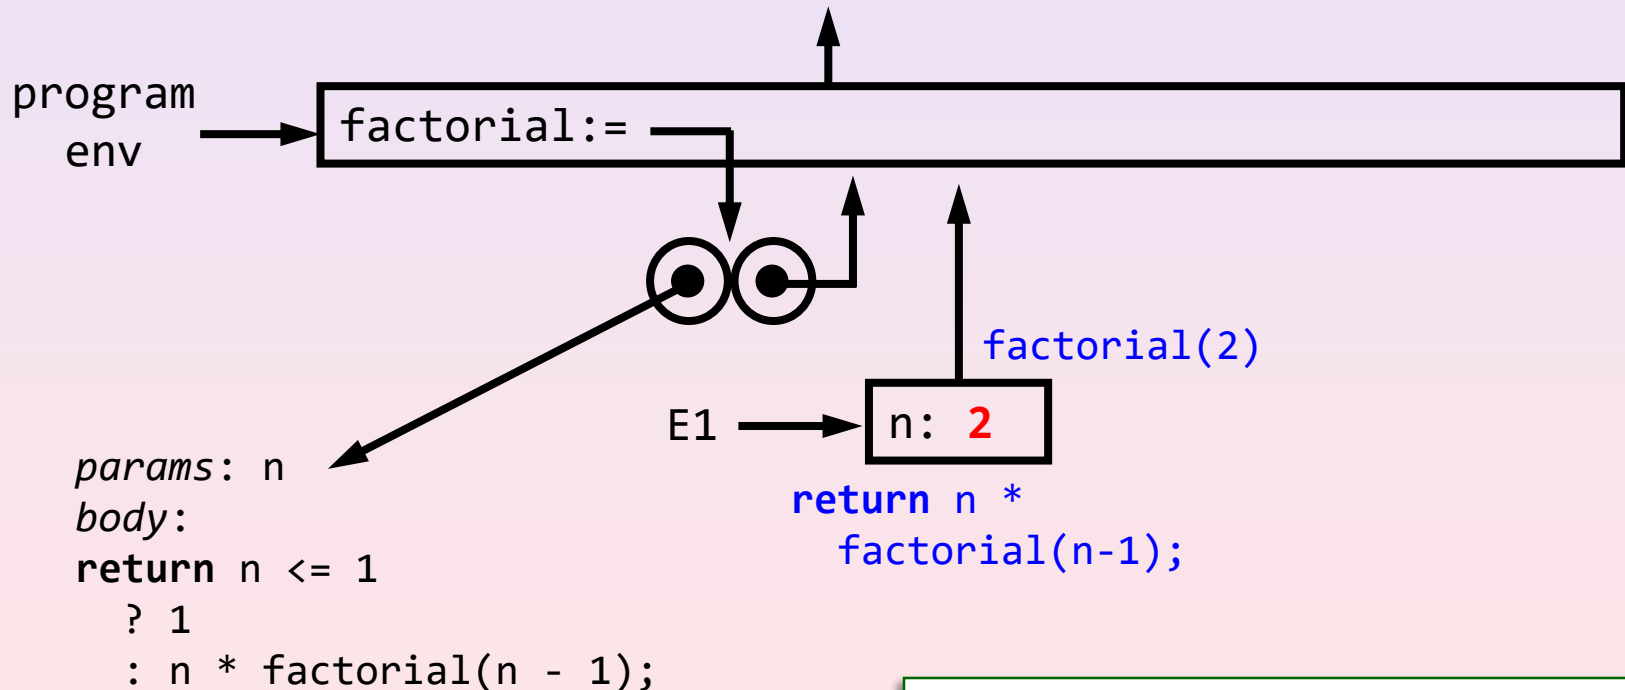 program
env
factorial:=
factorial(2)
E1
n: 2
params: n
body:
return n <= 1
? 1
: n * factorial(n - 1);
return n *
factorial(n-1);